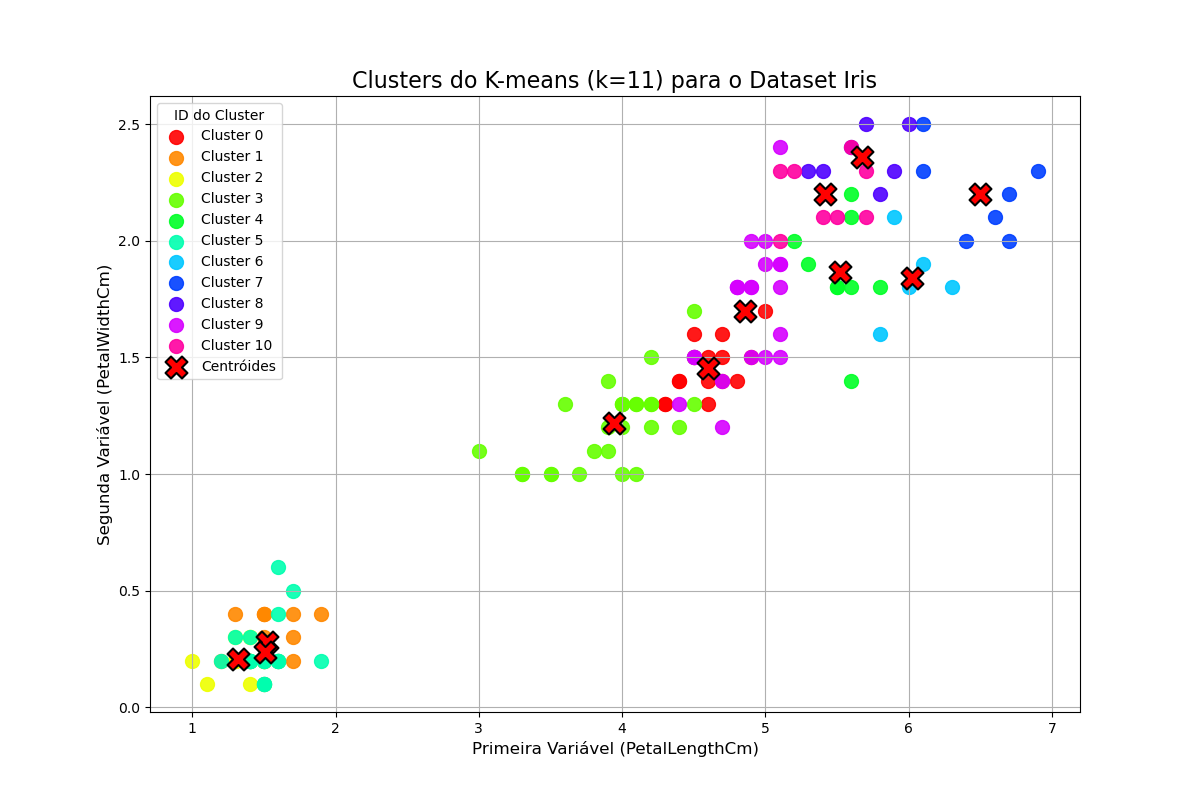 Clusters do K-means (k=11) para o Dataset Iris
ID do Cluster
Cluster 0
Cluster 1
Cluster 2
Cluster 3
Cluster 4
Cluster 5
Cluster 6
Cluster 7
Cluster 8
Cluster 9
Cluster 10
Centróides
Segunda Variável (PetalWidthCm)
2.5
2.0
1.5
1.0
0.5
0.0
1 2 3 4 5 6 7
Primeira Variável (PetalLengthCm)